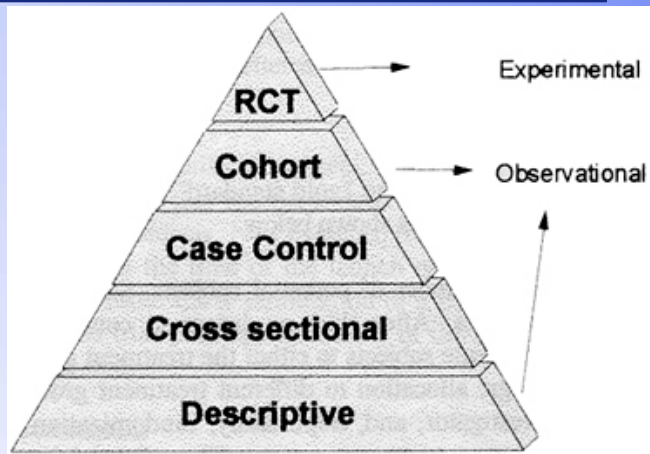 RCT
Experimental
Cohort
Observational
Case Control
Cross sectional
Descriptive